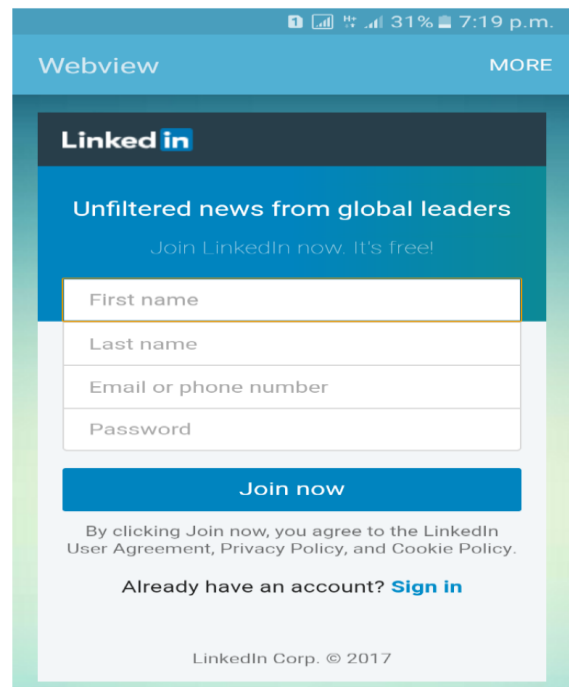 1 31% 7:19 p.m.
Webview MORE
Linked in
Unfiltered news from global leaders
Join LinkedIn now. It's free!
First name
Last name
Email or phone number
Password
Join now
By clicking Join now, you agree to the LinkedIn
User Agreement, Privacy Policy, and Cookie Policy.
Already have an account? Sign in
LinkedIn Corp. © 2017